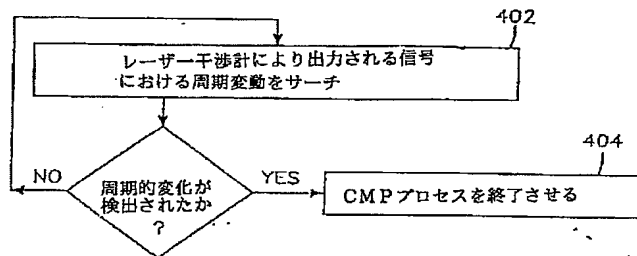 402
レーザー干渉計により出力される信号
における周期変動をサーチ
404
NO
YES
周期的変化が
検出されたか
?
CMPプロセスを終了させる